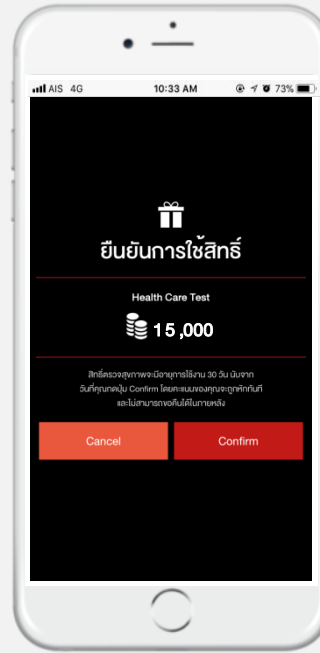 AIS 4G 10:33 AM 73%
ยืนยันการใช้สิทธิ์
Health Care Test
15,000
สิทธิ์ตรวจสุขภาพจะมีอายุการใช้งาน 30 วัน นับจาก
วันที่คุณกดปุ่ม Confirm โดยคะแนนของคุณจะถูกหักทันที
และไม่สามารถขอคืนได้ในภายหลัง
Cancel Confirm